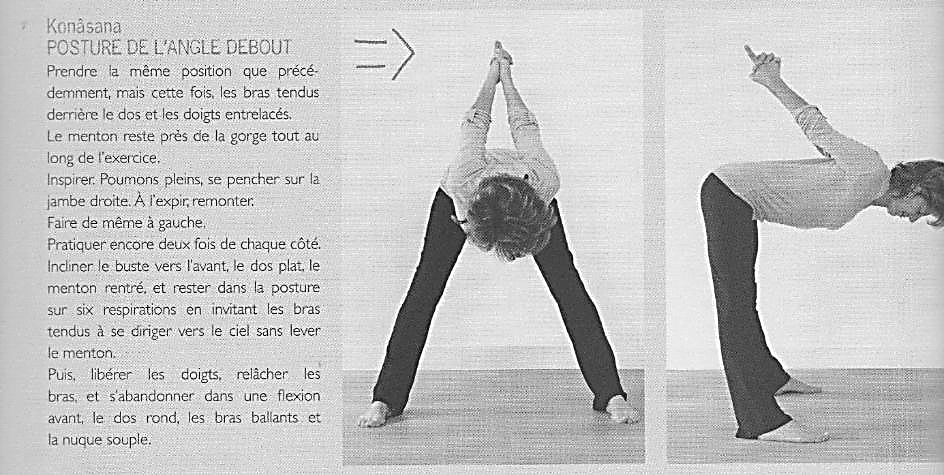 Konâsana
POSTURE DE L'ANGLE DEBOUT
Prendre la même position que précé-
demment, mais cette fois, les bras tendus
derrière le dos et les doigts entrelacés.
Le menton reste près de la gorge tout au
long de l'exercice.
Inspirer. Poumons pleins, se pencher sur la
jambe droite. À l'expir, remonter.
Faire de même à gauche.
Pratiquer encore deux fois de chaque côté.
Incliner le buste vers l'avant, le dos plat, le
menton rentré, et rester dans la posture
sur six respirations en invitant les bras
tendus à se diriger vers le ciel sans lever
le menton.
Puis, libérer les doigts, relâcher les
bras, et s'abandonner dans une flexion
avant, le dos rond, les bras ballants et
la nuque souple.